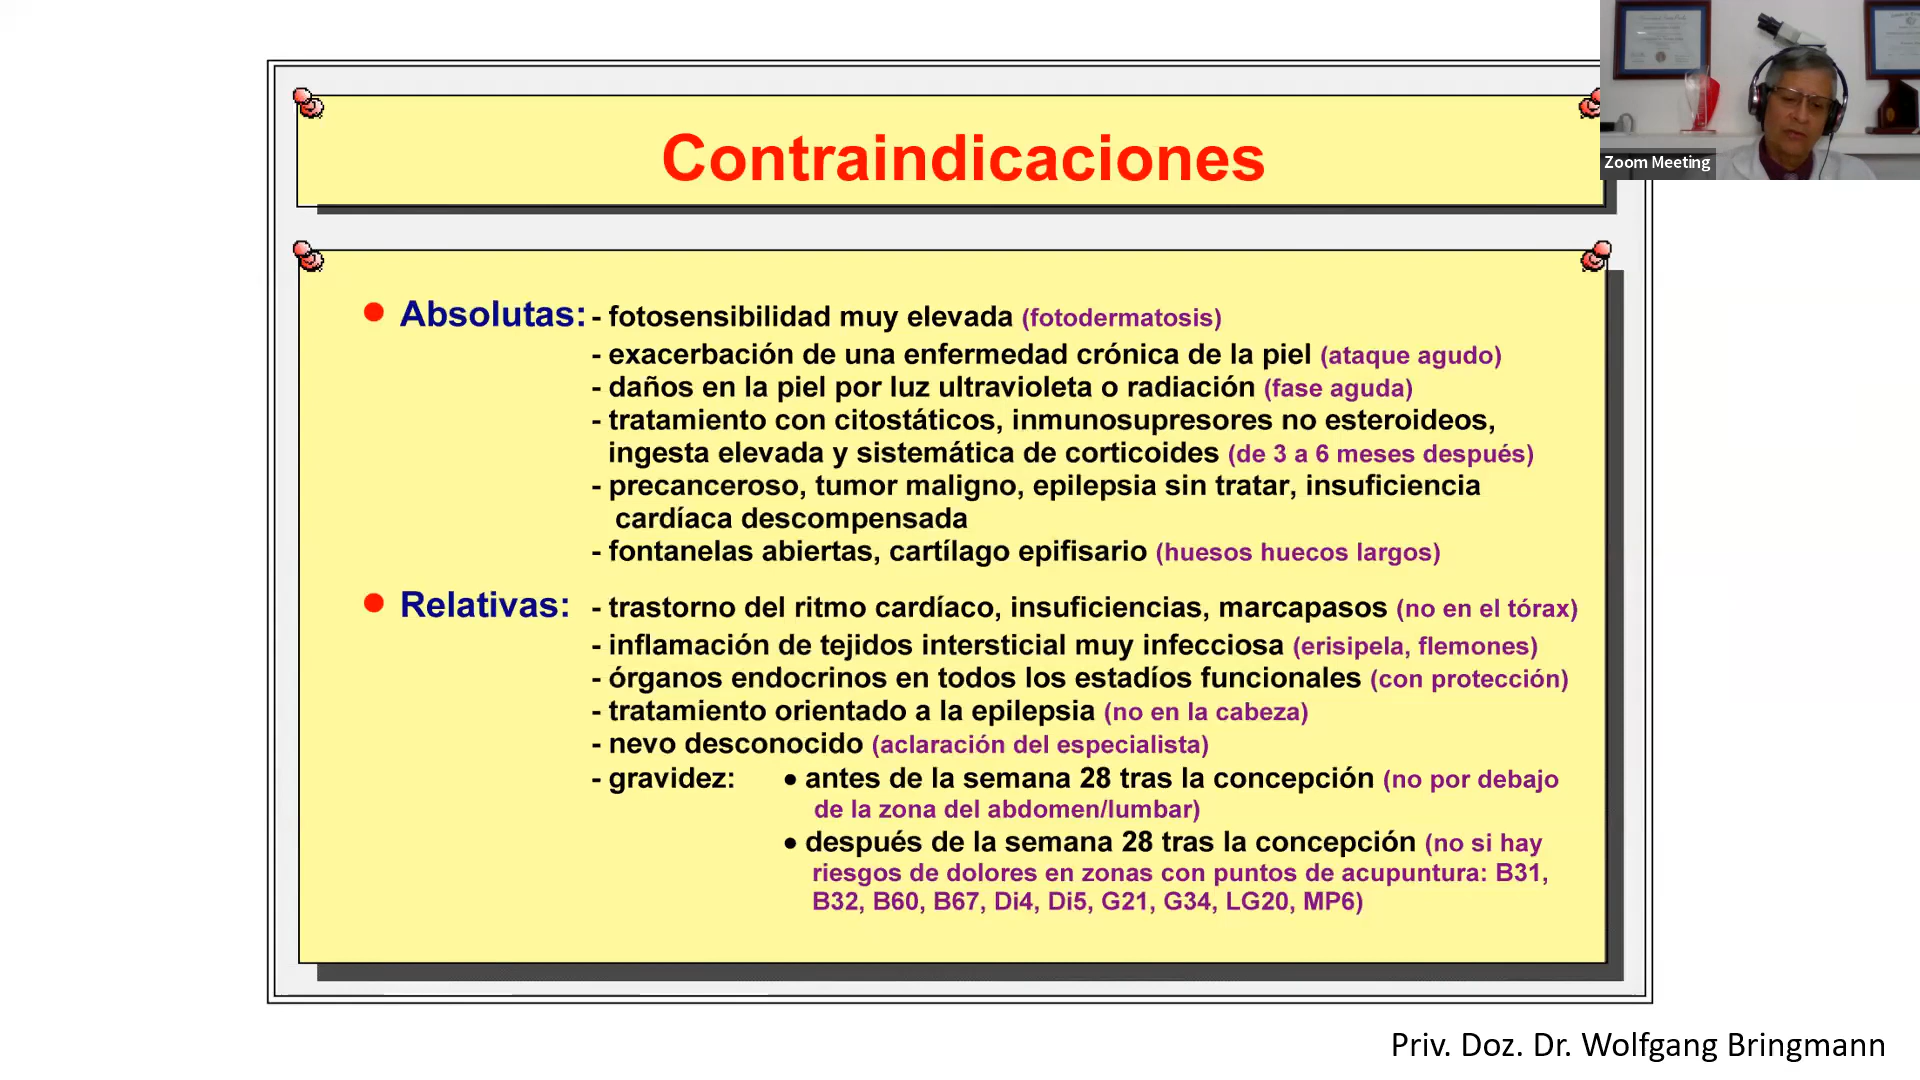 Zoom Meeting
Contraindicaciones
Absolutas: - fotosensibilidad muy elevada (fotodermatosis)
- exacerbación de una enfermedad crónica de la piel (ataque agudo)
- daños en la piel por luz ultravioleta o radiación (fase aguda)
- tratamiento con citostáticos, inmunosupresores no esteroideos,
ingesta elevada y sistemática de corticoides (de 3 a 6 meses después)
- precanceroso, tumor maligno, epilepsia sin tratar, insuficiencia
cardíaca descompensada
- fontanelas abiertas, cartílago epifisario (huesos huecos largos)
Relativas: - trastorno del ritmo cardíaco, insuficiencias, marcapasos (no en el tórax)
- inflamación de tejidos intersticial muy infecciosa (erisipela, flemones)
- órganos endocrinos en todos los estadíos funcionales (con protección)
- tratamiento orientado a la epilepsia (no en la cabeza)
- nevo desconocido (aclaración del especialista)
- gravidez: • antes de la semana 28 tras la concepción (no por debajo
de la zona del abdomen/lumbar)
• después de la semana 28 tras la concepción (no si hay
riesgos de dolores en zonas con puntos de acupuntura: B31,
B32, B60, B67, Di4, Di5, G21, G34, LG20, MP6)
Priv. Doz. Dr. Wolfgang Bringmann